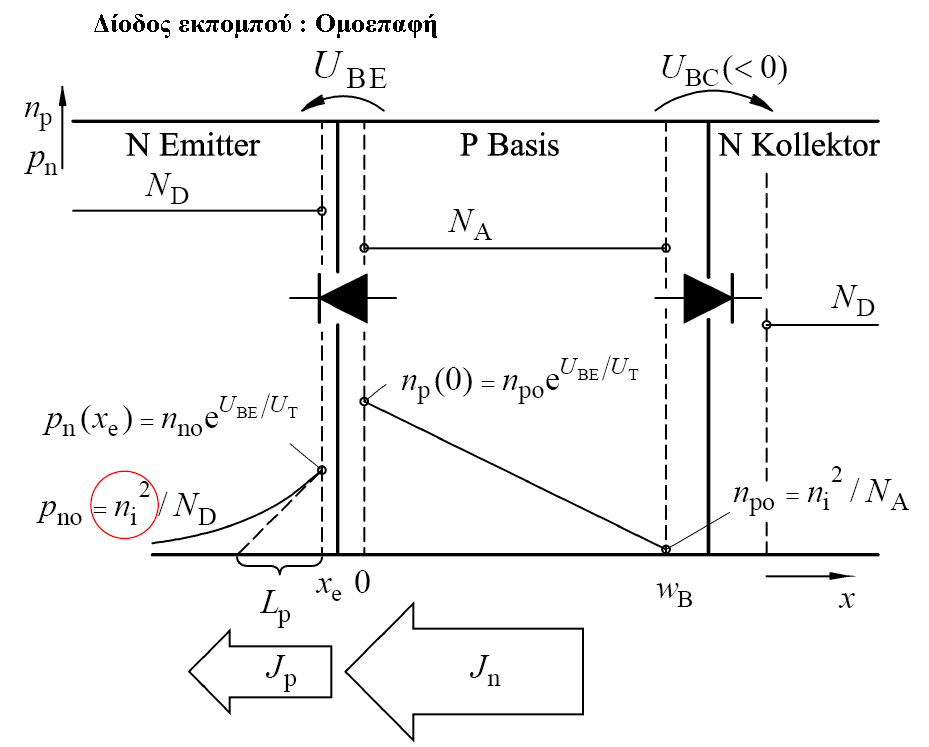 Δίοδος εκπομπού : Ομοεπαφή
U_BE
U_BC(< 0)
n_p
p_n
N Emitter
P Basis
N Kollektor
N_D
N_A
N_D
n_p(0) = n_po e^{U_BE/U_T}
p_n(x_e) = n_no e^{U_BE/U_T}
p_no = n_i^2 / N_D
n_po = n_i^2 / N_A
x_e
0
w_B
x
L_p
J_p
J_n